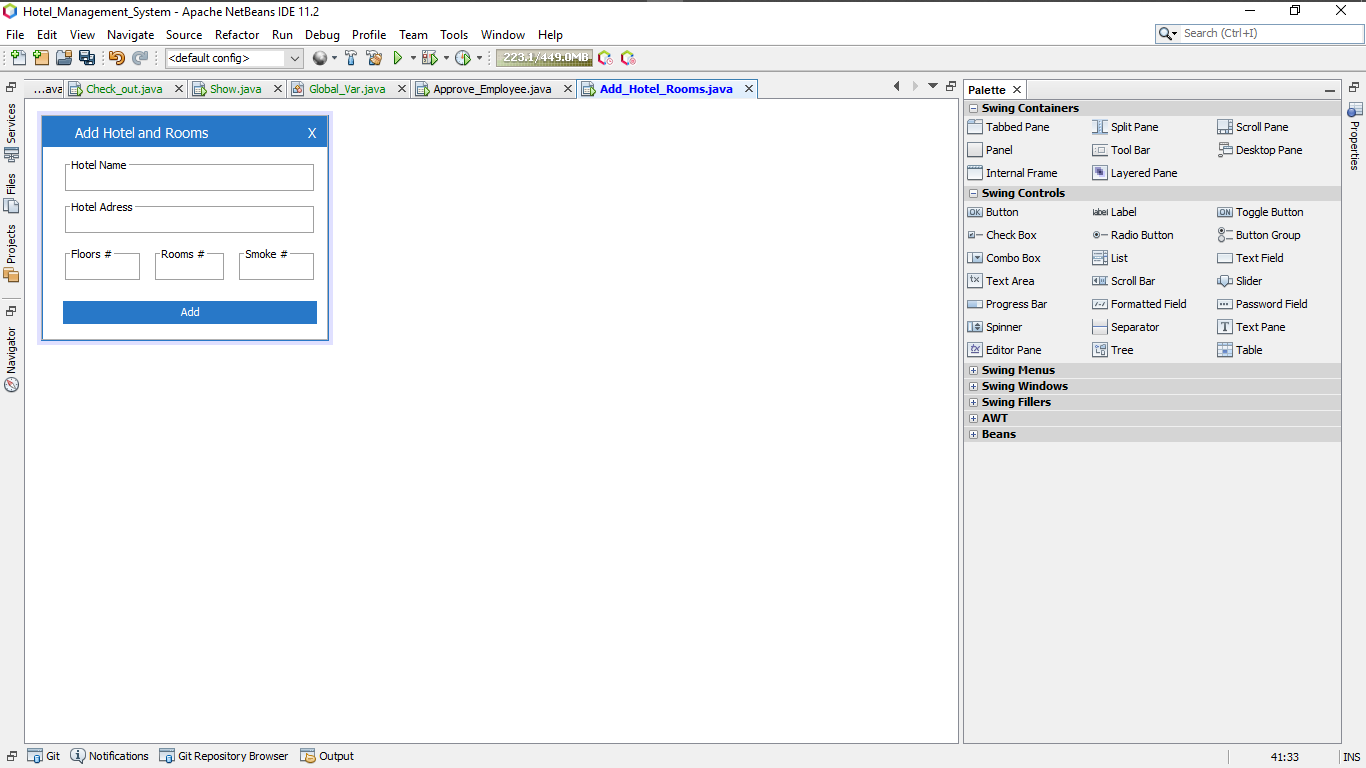 Hotel_Management_System - Apache NetBeans IDE 11.2
File Edit View Navigate Source Refactor Run Debug Profile Team Tools Window Help
Search (Ctrl+I)
<default config>
223.1/449.0MB
...ava Check_out.java Show.java Global_Var.java Approve_Employee.java Add_Hotel_Rooms.java
Services
Files
Projects
Navigator
Add Hotel and Rooms X
Hotel Name
Hotel Adress
Floors # Rooms # Smoke #
Add
Palette
Swing Containers
Tabbed Pane Split Pane Scroll Pane
Panel Tool Bar Desktop Pane
Internal Frame Layered Pane
Swing Controls
OK Button label Label ON Toggle Button
Check Box Radio Button Button Group
Combo Box List Text Field
Text Area Scroll Bar Slider
Progress Bar Formatted Field Password Field
Spinner Separator T Text Pane
Editor Pane Tree Table
Swing Menus
Swing Windows
Swing Fillers
AWT
Beans
Properties
Git Notifications Git Repository Browser Output
41:33 INS